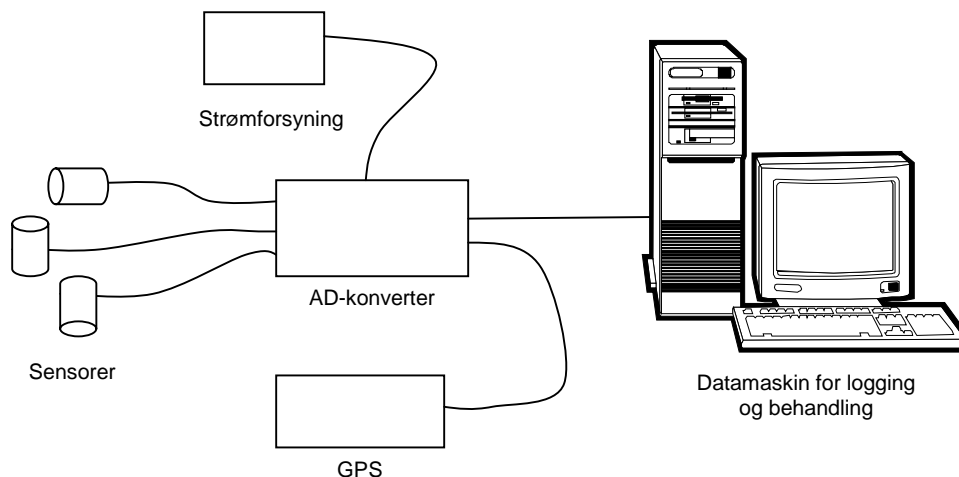 Strømforsyning
AD-konverter
Sensorer
Datamaskin for logging
og behandling
GPS